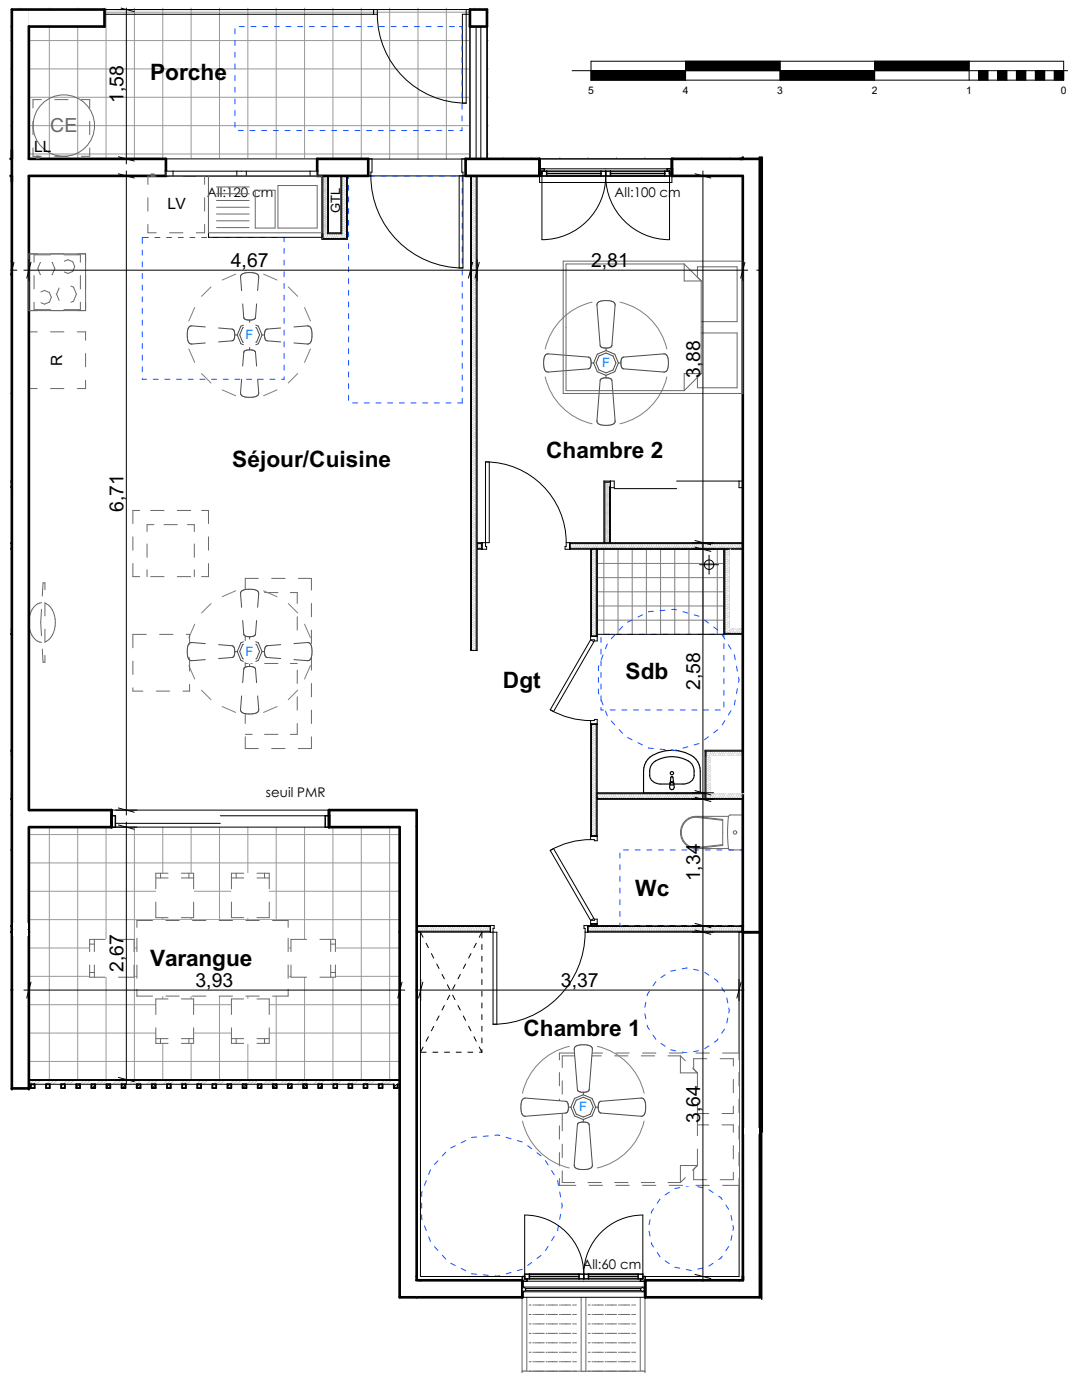 Porche
1,58
CE
LL
5 4 3 2 1 0
LV
All:120 cm
GTL
All:100 cm
4,67
2,81
F
R
F
3,88
Séjour/Cuisine
Chambre 2
6,71
F
Dgt
Sdb
2,58
seuil PMR
1,34
Wc
Varangue
2,67
3,93
3,37
Chambre 1
F
3,64
All:60 cm